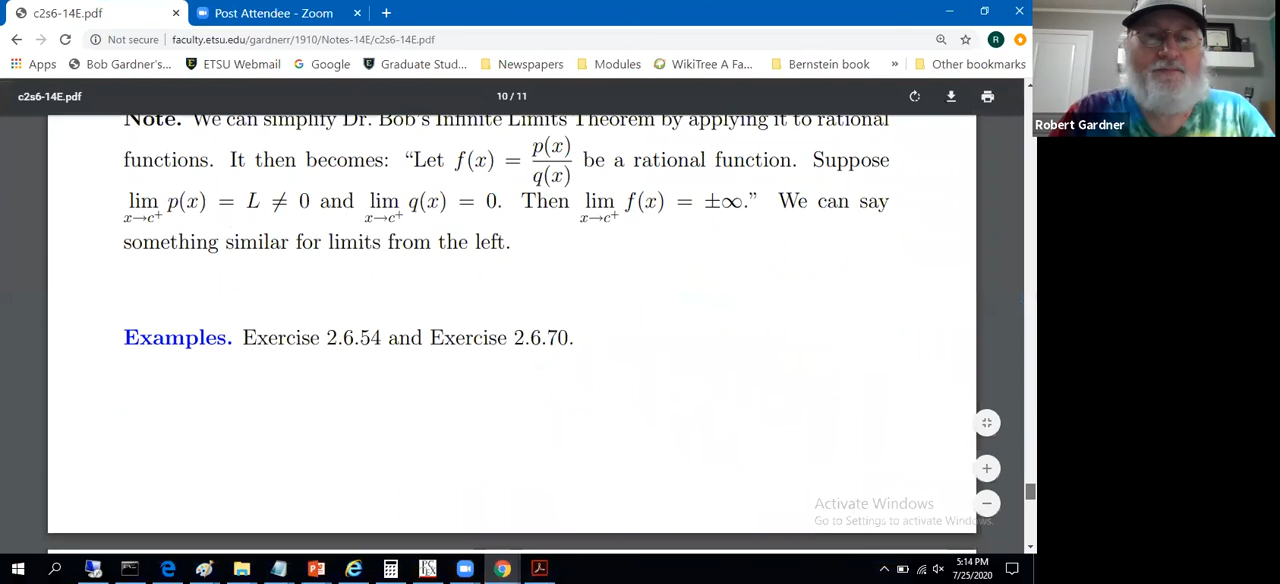 c2s6-14E.pdf
Post Attendee - Zoom
Not secure | faculty.etsu.edu/gardnerr/1910/Notes-14E/c2s6-14E.pdf
R
Apps Bob Gardner's... ETSU Webmail Google Graduate Stud... Newspapers Modules WikiTree A Fa... Bernstein book » Other bookmarks
c2s6-14E.pdf 10 / 11
Robert Gardner
Note. We can simplify Dr. Bob's Infinite Limits Theorem by applying it to rational
functions. It then becomes: "Let f(x) = p(x)/q(x) be a rational function. Suppose
lim x→c⁺ p(x) = L ≠ 0 and lim x→c⁺ q(x) = 0. Then lim x→c⁺ f(x) = ±∞." We can say
something similar for limits from the left.
Examples. Exercise 2.6.54 and Exercise 2.6.70.
Activate Windows
Go to Settings to activate Windows.
5:14 PM
7/25/2020